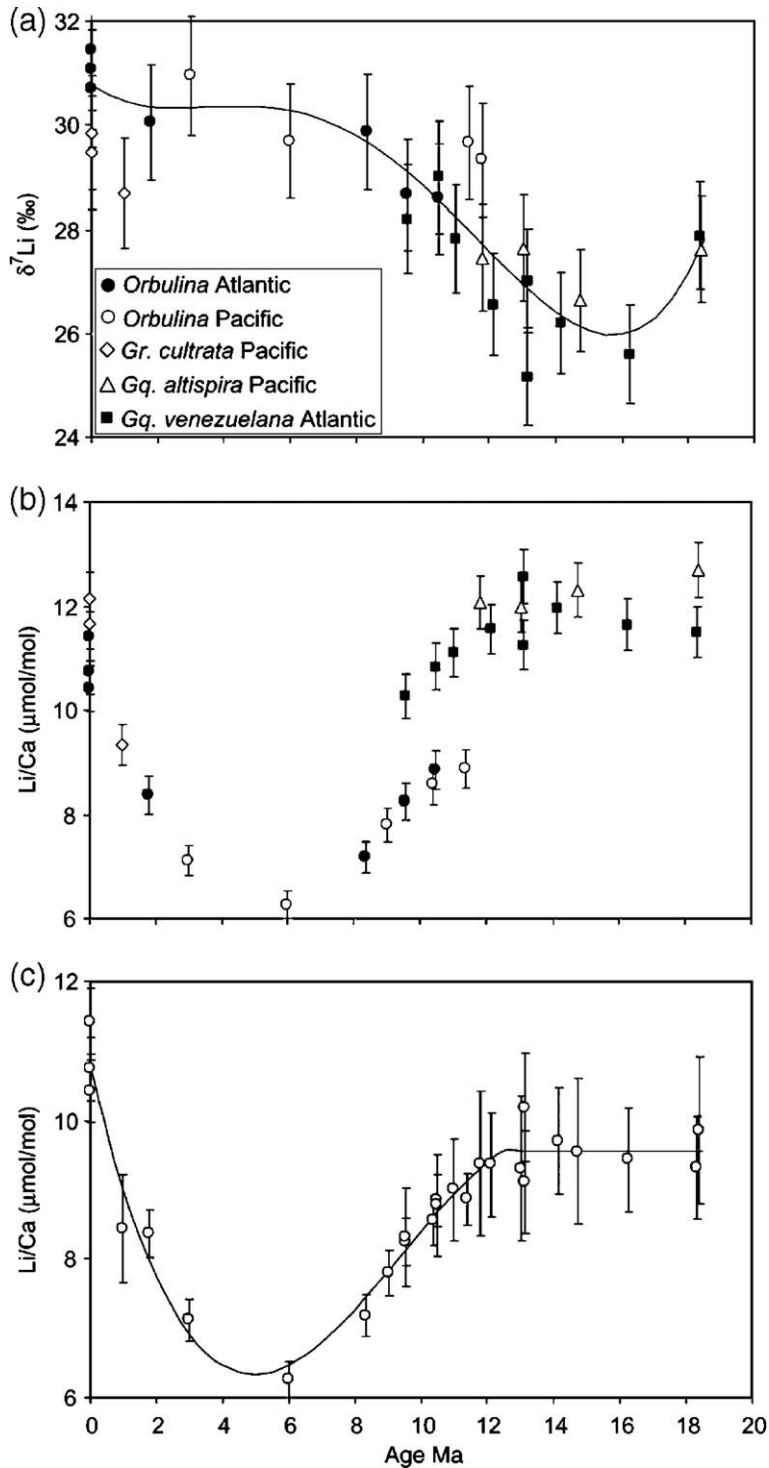 (a)
32
30
28
26
24
δ⁷Li (‰)
Orbulina Atlantic
Orbulina Pacific
Gr. cultrata Pacific
Gq. altispira Pacific
Gq. venezuelana Atlantic
(b)
14
12
10
8
6
Li/Ca (μmol/mol)
(c)
12
10
8
6
Li/Ca (μmol/mol)
0 2 4 6 8 10 12 14 16 18 20
Age Ma